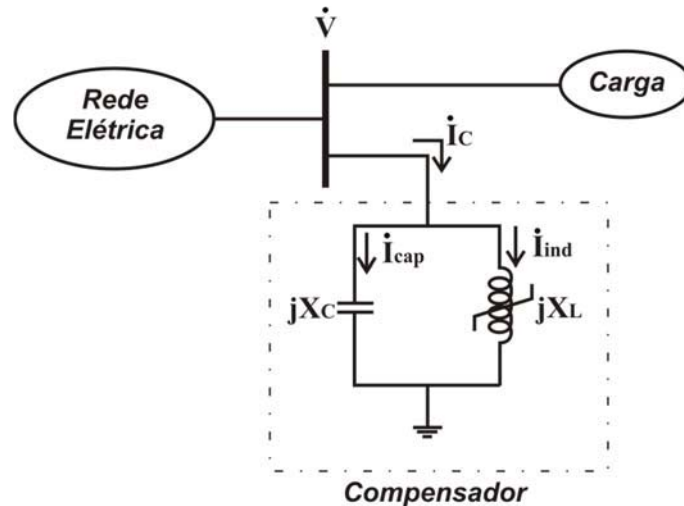 V̇
Rede
Elétrica
Carga
İC
İcap
İind
jXC
jXL
Compensador